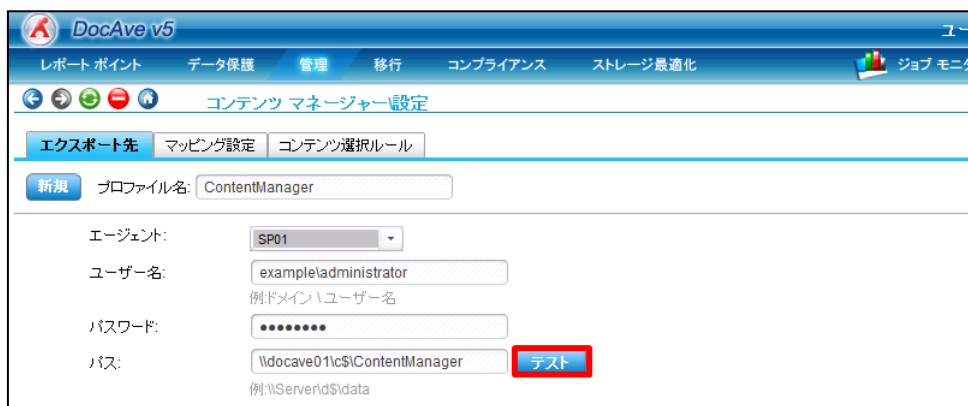 DocAve v5
ユー
レポート ポイント データ保護 管理 移行 コンプライアンス ストレージ最適化 ジョブ モニタ
コンテンツ マネージャー\設定
エクスポート先 マッピング設定 コンテンツ選択ルール
新規 プロファイル名: ContentManager
エージェント: SP01
ユーザー名: example\administrator
例:ドメイン \ ユーザー名
パスワード: ●●●●●●●●
パス: \\docave01\c$\ContentManager テスト
例:\\Server\d$\data